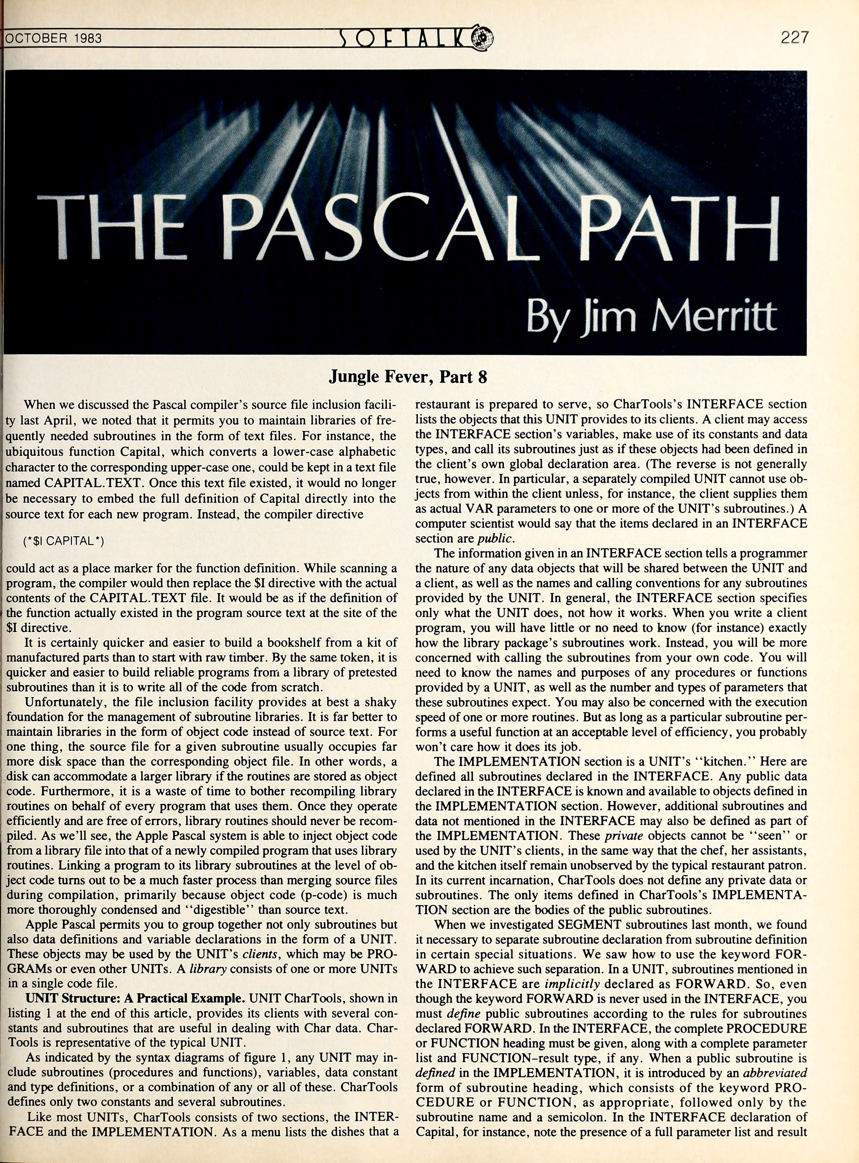 OCTOBER 1983
SOFTALK
227
THE PASCAL PATH
By Jim Merritt
Jungle Fever, Part 8
When we discussed the Pascal compiler's source file inclusion facili-
ty last April, we noted that it permits you to maintain libraries of fre-
quently needed subroutines in the form of text files. For instance, the
ubiquitous function Capital, which converts a lower-case alphabetic
character to the corresponding upper-case one, could be kept in a text file
named CAPITAL.TEXT. Once this text file existed, it would no longer
be necessary to embed the full definition of Capital directly into the
source text for each new program. Instead, the compiler directive
(*$I CAPITAL*)
could act as a place marker for the function definition. While scanning a
program, the compiler would then replace the $I directive with the actual
contents of the CAPITAL.TEXT file. It would be as if the definition of
the function actually existed in the program source text at the site of the
$I directive.
It is certainly quicker and easier to build a bookshelf from a kit of
manufactured parts than to start with raw timber. By the same token, it is
quicker and easier to build reliable programs from a library of pretested
subroutines than it is to write all of the code from scratch.
Unfortunately, the file inclusion facility provides at best a shaky
foundation for the management of subroutine libraries. It is far better to
maintain libraries in the form of object code instead of source text. For
one thing, the source file for a given subroutine usually occupies far
more disk space than the corresponding object file. In other words, a
disk can accommodate a larger library if the routines are stored as object
code. Furthermore, it is a waste of time to bother recompiling library
routines on behalf of every program that uses them. Once they operate
efficiently and are free of errors, library routines should never be recom-
piled. As we'll see, the Apple Pascal system is able to inject object code
from a library file into that of a newly compiled program that uses library
routines. Linking a program to its library subroutines at the level of ob-
ject code turns out to be a much faster process than merging source files
during compilation, primarily because object code (p-code) is much
more thoroughly condensed and "digestible" than source text.
Apple Pascal permits you to group together not only subroutines but
also data definitions and variable declarations in the form of a UNIT.
These objects may be used by the UNIT's clients, which may be PRO-
GRAMs or even other UNITs. A library consists of one or more UNITs
in a single code file.
UNIT Structure: A Practical Example. UNIT CharTools, shown in
listing 1 at the end of this article, provides its clients with several con-
stants and subroutines that are useful in dealing with Char data. Char-
Tools is representative of the typical UNIT.
As indicated by the syntax diagrams of figure 1, any UNIT may in-
clude subroutines (procedures and functions), variables, data constant
and type definitions, or a combination of any or all of these. CharTools
defines only two constants and several subroutines.
Like most UNITs, CharTools consists of two sections, the INTER-
FACE and the IMPLEMENTATION. As a menu lists the dishes that a
restaurant is prepared to serve, so CharTools's INTERFACE section
lists the objects that this UNIT provides to its clients. A client may access
the INTERFACE section's variables, make use of its constants and data
types, and call its subroutines just as if these objects had been defined in
the client's own global declaration area. (The reverse is not generally
true, however. In particular, a separately compiled UNIT cannot use ob-
jects from within the client unless, for instance, the client supplies them
as actual VAR parameters to one or more of the UNIT's subroutines.) A
computer scientist would say that the items declared in an INTERFACE
section are public.
The information given in an INTERFACE section tells a programmer
the nature of any data objects that will be shared between the UNIT and
a client, as well as the names and calling conventions for any subroutines
provided by the UNIT. In general, the INTERFACE section specifies
only what the UNIT does, not how it works. When you write a client
program, you will have little or no need to know (for instance) exactly
how the library package's subroutines work. Instead, you will be more
concerned with calling the subroutines from your own code. You will
need to know the names and purposes of any procedures or functions
provided by a UNIT, as well as the number and types of parameters that
these subroutines expect. You may also be concerned with the execution
speed of one or more routines. But as long as a particular subroutine per-
forms a useful function at an acceptable level of efficiency, you probably
won't care how it does its job.
The IMPLEMENTATION section is a UNIT's "kitchen." Here are
defined all subroutines declared in the INTERFACE. Any public data
declared in the INTERFACE is known and available to objects defined in
the IMPLEMENTATION section. However, additional subroutines and
data not mentioned in the INTERFACE may also be defined as part of
the IMPLEMENTATION. These private objects cannot be "seen" or
used by the UNIT's clients, in the same way that the chef, her assistants,
and the kitchen itself remain unobserved by the typical restaurant patron.
In its current incarnation, CharTools does not define any private data or
subroutines. The only items defined in CharTools's IMPLEMENTA-
TION section are the bodies of the public subroutines.
When we investigated SEGMENT subroutines last month, we found
it necessary to separate subroutine declaration from subroutine definition
in certain special situations. We saw how to use the keyword FOR-
WARD to achieve such separation. In a UNIT, subroutines mentioned in
the INTERFACE are implicitly declared as FORWARD. So, even
though the keyword FORWARD is never used in the INTERFACE, you
must define public subroutines according to the rules for subroutines
declared FORWARD. In the INTERFACE, the complete PROCEDURE
or FUNCTION heading must be given, along with a complete parameter
list and FUNCTION-result type, if any. When a public subroutine is
defined in the IMPLEMENTATION, it is introduced by an abbreviated
form of subroutine heading, which consists of the keyword PRO-
CEDURE or FUNCTION, as appropriate, followed only by the
subroutine name and a semicolon. In the INTERFACE declaration of
Capital, for instance, note the presence of a full parameter list and result